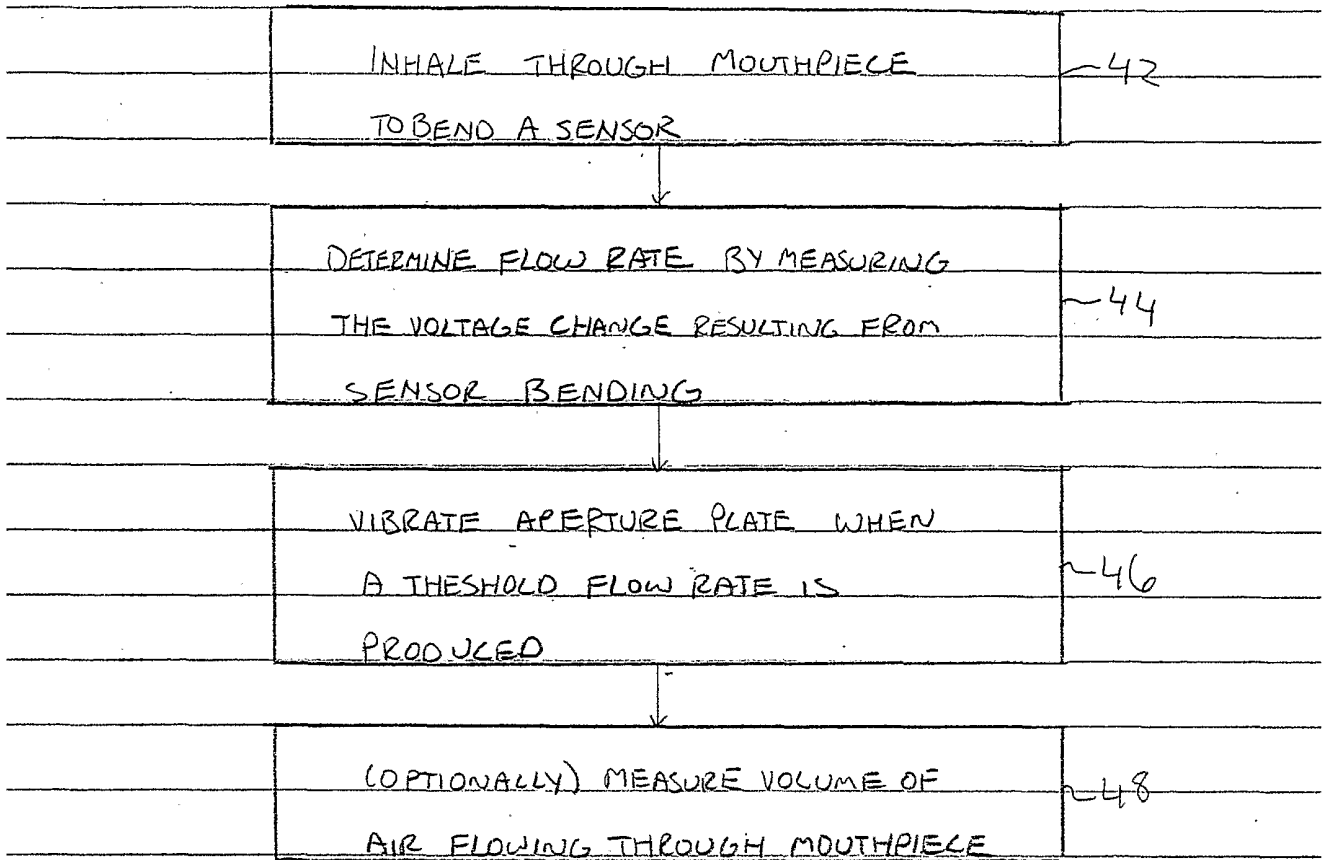 INHALE THROUGH MOUTHPIECE ~42
TO BEND A SENSOR
DETERMINE FLOW RATE BY MEASURING
THE VOLTAGE CHANGE RESULTING FROM ~44
SENSOR BENDING
VIBRATE APERTURE PLATE WHEN
A THESHOLD FLOW RATE IS ~46
PRODUCED
(OPTIONALLY) MEASURE VOLUME OF ~48
AIR FLOWING THROUGH MOUTHPIECE